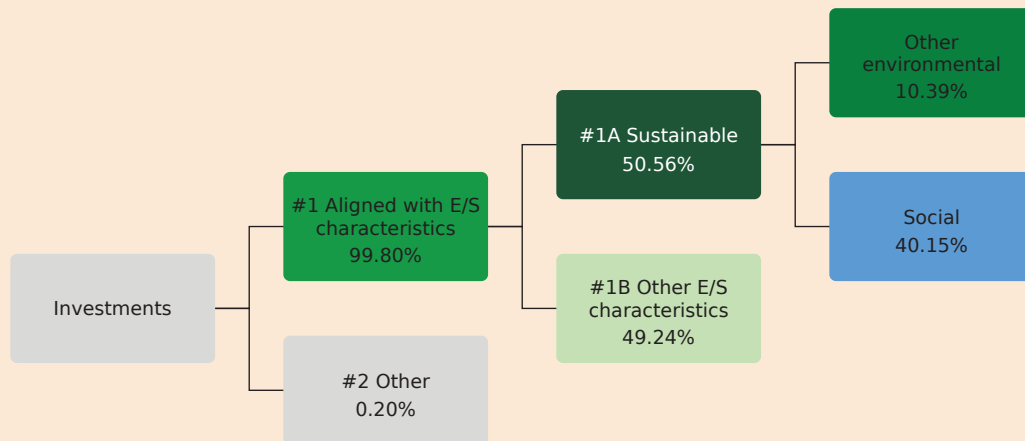 Other
environmental
10.39%
#1A Sustainable
50.56%
#1 Aligned with E/S
characteristics
99.80%
Social
40.15%
Investments
#1B Other E/S
characteristics
49.24%
#2 Other
0.20%